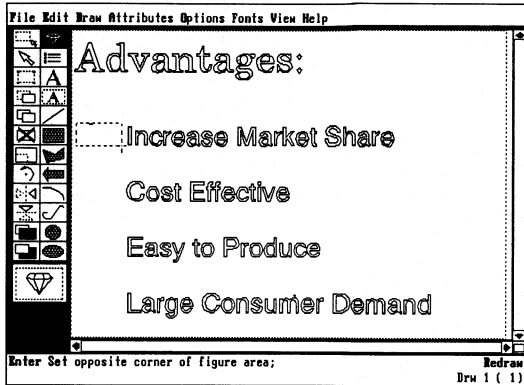 File Edit Draw Attributes Options Fonts View Help
Advantages:
Increase Market Share
Cost Effective
Easy to Produce
Large Consumer Demand
Enter Set opposite corner of figure area; Redraw
Drw 1 ( 1)